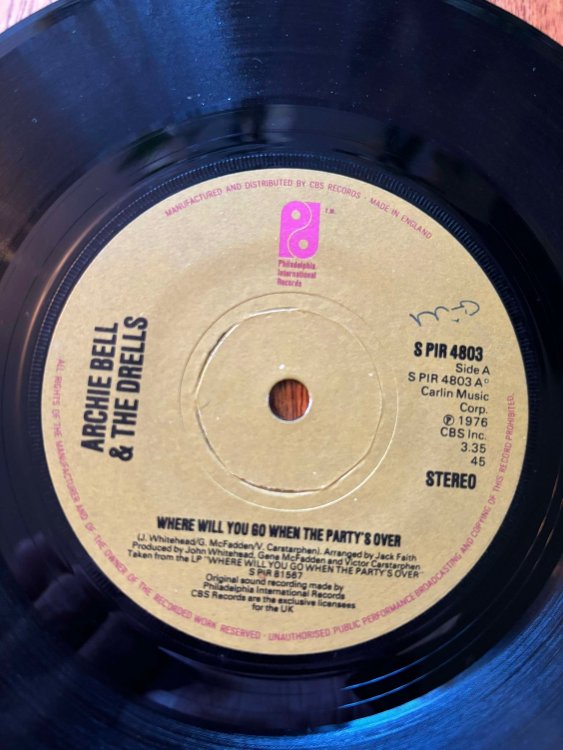 MANUFACTURED AND DISTRIBUTED BY CBS RECORDS · MADE IN ENGLAND
T.M.
Philadelphia
International
Records
ARCHIE BELL
& THE DRELLS
S PIR 4803
Side A
S PIR 4803 A°
Carlin Music
Corp.
℗ 1976
CBS Inc.
3.35
45
STEREO
WHERE WILL YOU GO WHEN THE PARTY'S OVER
(J. Whitehead/G. McFadden/V. Carstarphen). Arranged by Jack Faith
Produced by John Whitehead, Gene McFadden and Victor Carstarphen
Taken from the LP "WHERE WILL YOU GO WHEN THE PARTY'S OVER"
S PIR 81587
Original sound recording made by
Philadelphia International Records
CBS Records are the exclusive licensees
for the UK
ALL RIGHTS OF THE MANUFACTURER AND OF THE OWNER OF THE RECORDED WORK RESERVED · UNAUTHORISED PUBLIC PERFORMANCE BROADCASTING AND COPYING OF THIS RECORD PROHIBITED.